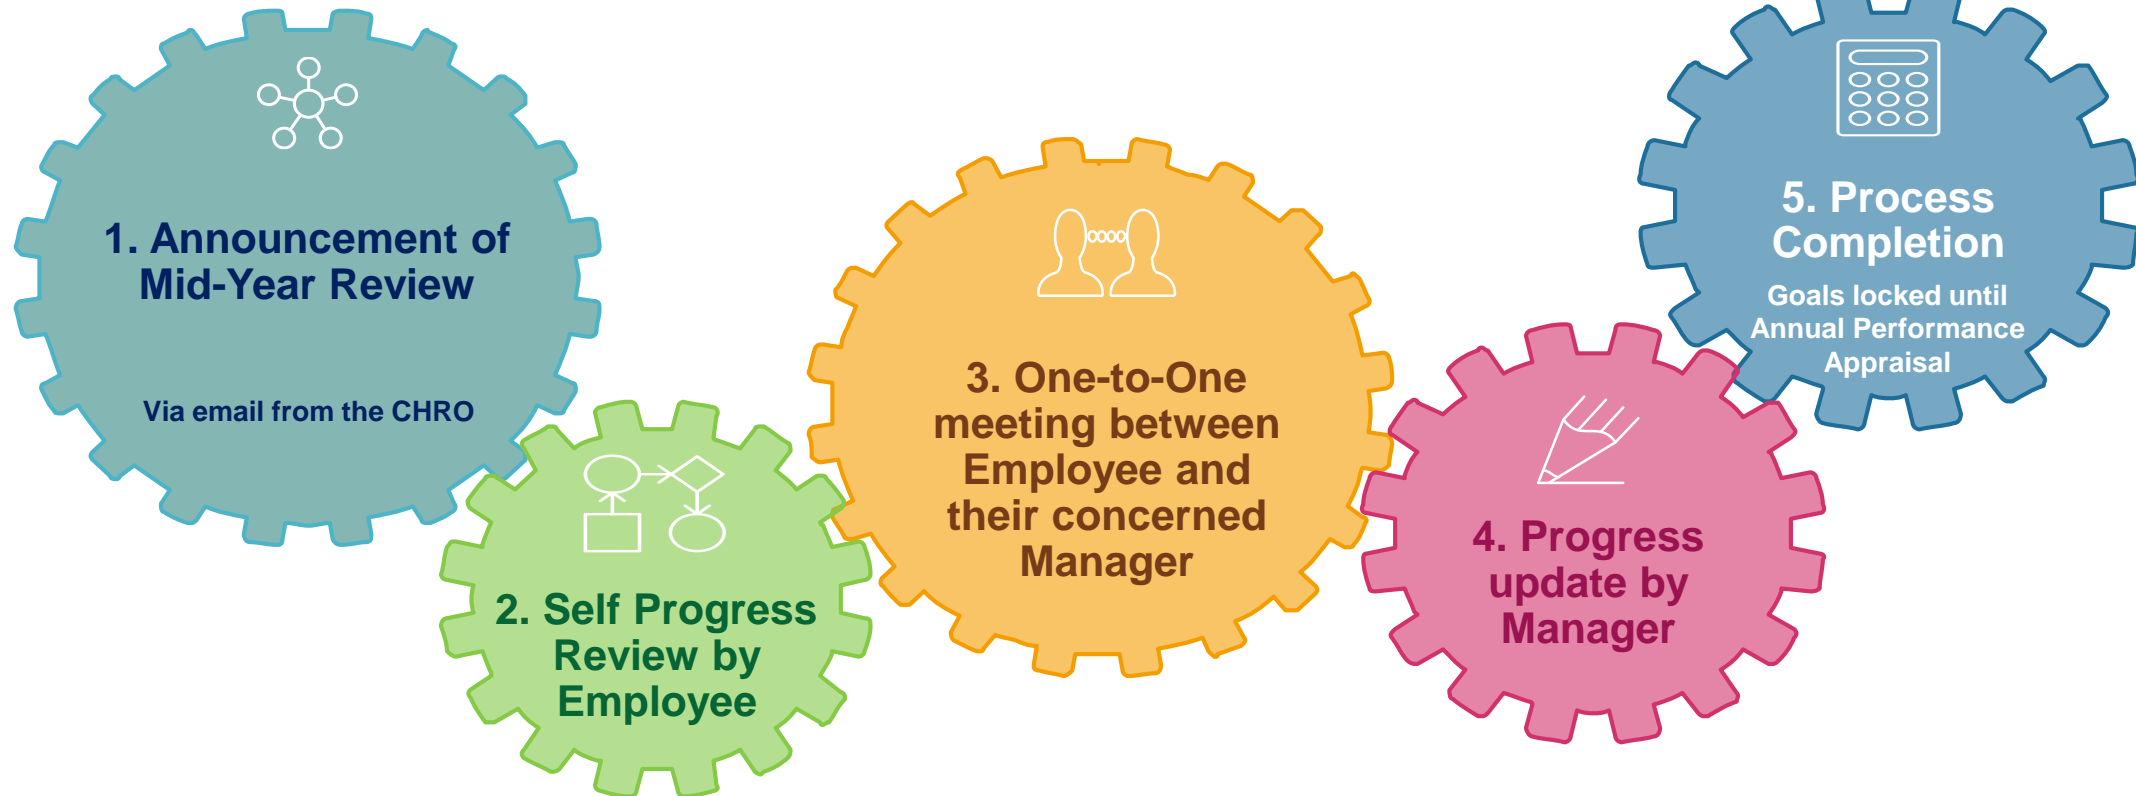 1. Announcement of
Mid-Year Review
Via email from the CHRO
2. Self Progress
Review by
Employee
3. One-to-One
meeting between
Employee and
their concerned
Manager
4. Progress
update by
Manager
5. Process
Completion
Goals locked until
Annual Performance
Appraisal